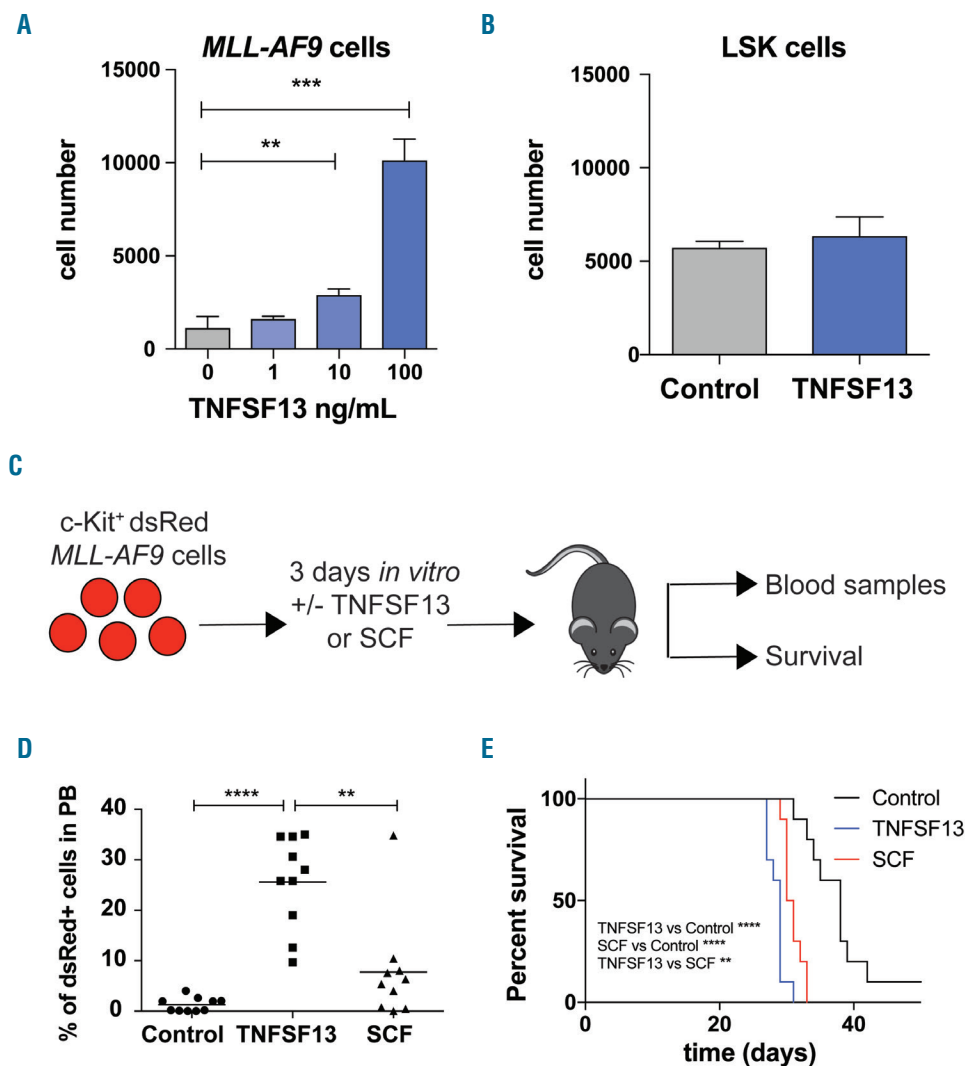 A
MLL-AF9 cells
15000
10000
5000
0
cell number
***
**
0 1 10 100
TNFSF13 ng/mL
B
LSK cells
15000
10000
5000
0
cell number
Control TNFSF13
C
c-Kit+ dsRed
MLL-AF9 cells
3 days in vitro
+/- TNFSF13
or SCF
Blood samples
Survival
D
% of dsRed+ cells in PB
40
30
20
10
0
**** **
Control TNFSF13 SCF
E
Percent survival
100
50
0
Control
TNFSF13
SCF
TNFSF13 vs Control ****
SCF vs Control ****
TNFSF13 vs SCF **
0 20 40
time (days)